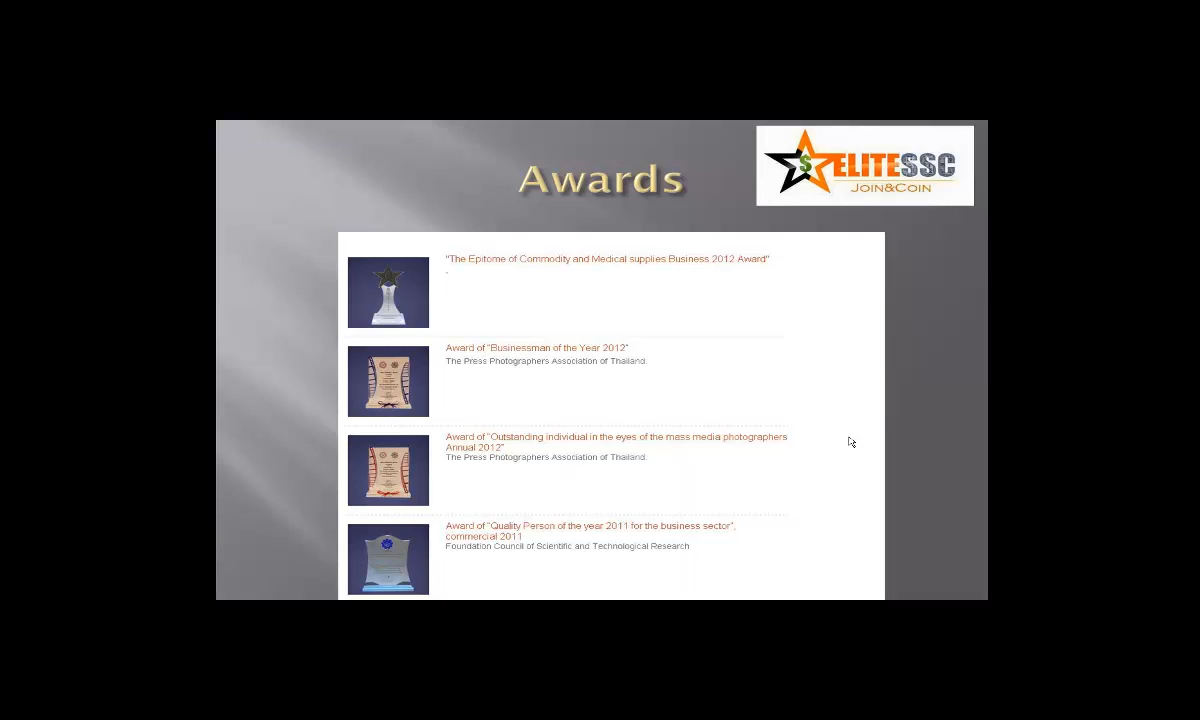 Awards
$ ELITESSC
JOIN&COIN
"The Epitome of Commodity and Medical supplies Business 2012 Award"
.
Award of "Businessman of the Year 2012"
The Press Photographers Association of Thailand.
Award of "Outstanding individual in the eyes of the mass media photographers
Annual 2012"
The Press Photographers Association of Thailand.
Award of "Quality Person of the year 2011 for the business sector",
commercial 2011
Foundation Council of Scientific and Technological Research